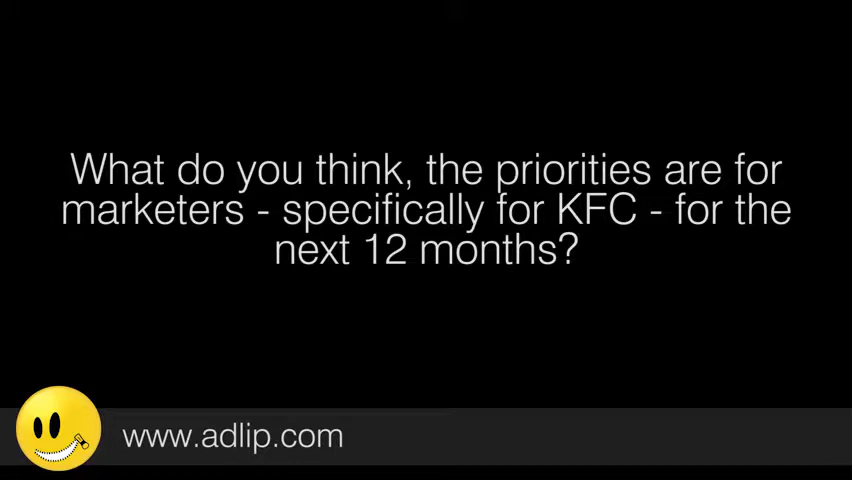 What do you think, the priorities are for
marketers - specifically for KFC - for the
next 12 months?
www.adlip.com